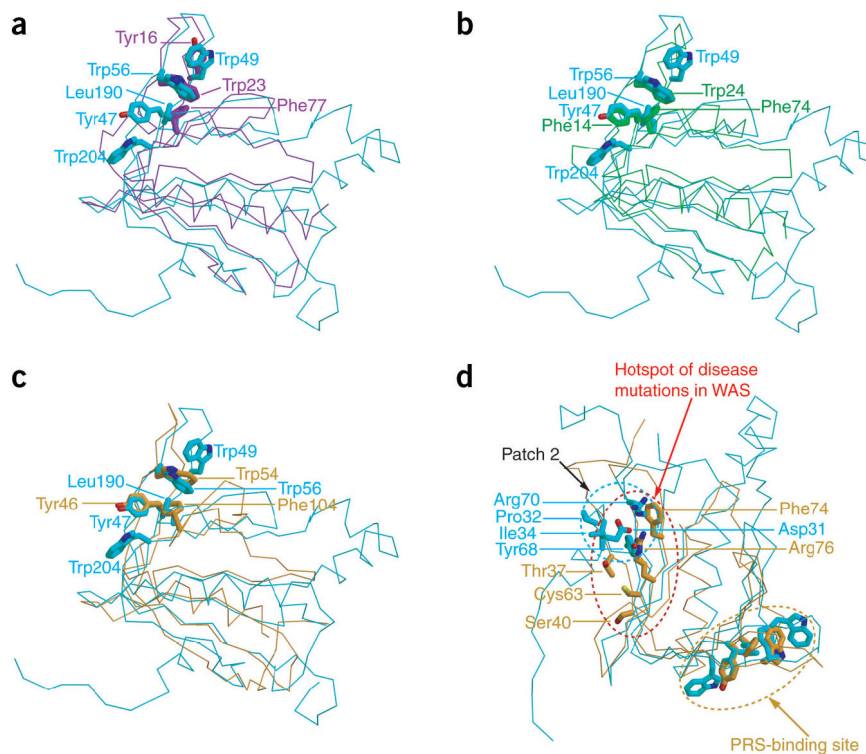 a
Tyr16
Trp49
Trp56
Trp23
Leu190
Phe77
Tyr47
Trp204
b
Trp49
Trp56
Trp24
Leu190
Phe74
Tyr47
Phe14
Trp204
c
Trp49
Trp54
Leu190
Trp56
Tyr46
Phe104
Tyr47
Trp204
d
Hotspot of disease
mutations in WAS
Patch 2
Arg70
Phe74
Pro32
Asp31
Ile34
Tyr68
Arg76
Thr37
Cys63
Ser40
PRS-binding site